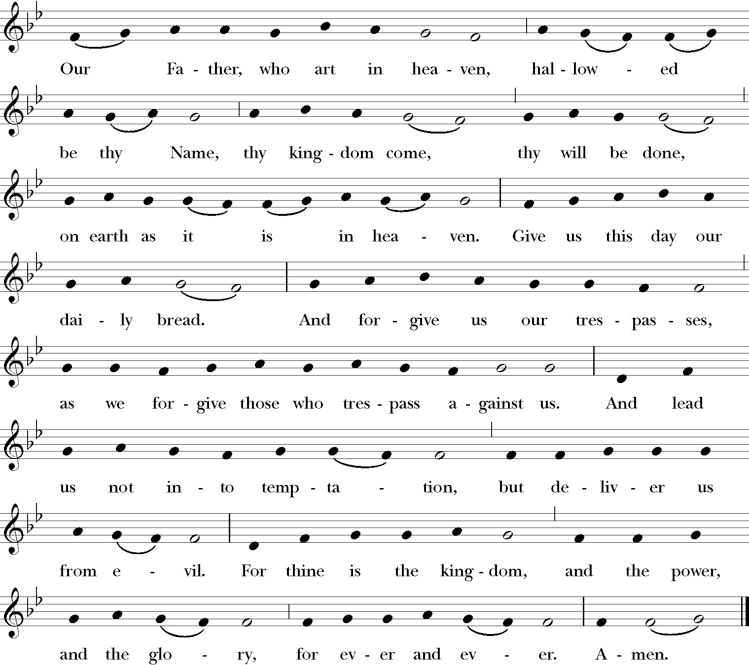 Our Fa - ther, who art in hea - ven, hal - low - ed
be thy Name, thy king - dom come, thy will be done,
on earth as it is in hea - ven. Give us this day our
dai - ly bread. And for - give us our tres - pas - ses,
as we for - give those who tres - pass a - gainst us. And lead
us not in - to temp - ta - tion, but de - liv - er us
from e - vil. For thine is the king - dom, and the power,
and the glo - ry, for ev - er and ev - er. A - men.